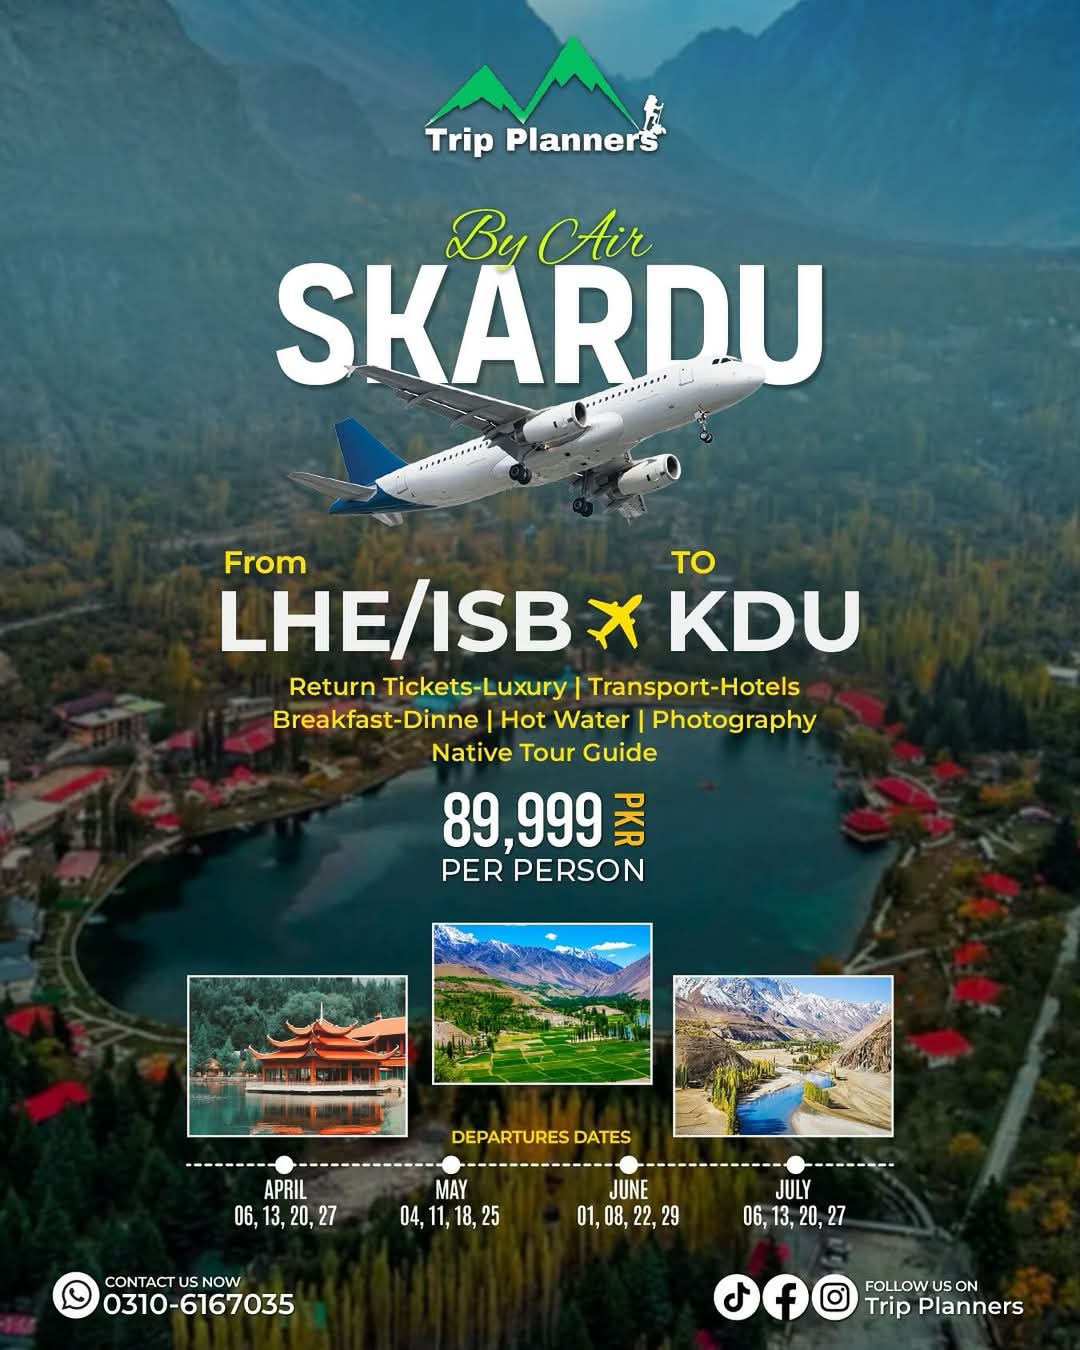 Trip Planners
By Air
SKARDU
From
TO
LHE/ISB KDU
Return Tickets-Luxury | Transport-Hotels
Breakfast-Dinne | Hot Water | Photography
Native Tour Guide
89,999 PKR
PER PERSON
DEPARTURES DATES
APRIL
06, 13, 20, 27
MAY
04, 11, 18, 25
JUNE
01, 08, 22, 29
JULY
06, 13, 20, 27
CONTACT US NOW
0310-6167035
FOLLOW US ON
Trip Planners